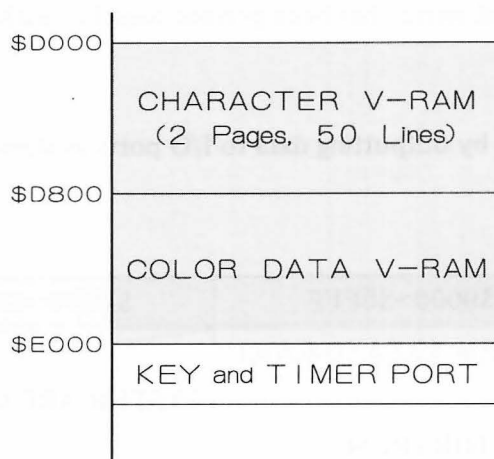 $D000
CHARACTER V-RAM
(2 Pages, 50 Lines)
$D800
COLOR DATA V-RAM
$E000
KEY and TIMER PORT